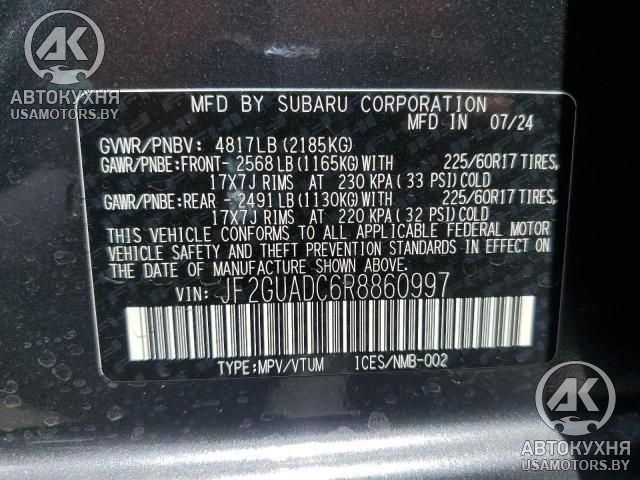 АК
АВТОКУХНЯ
USAMOTORS.BY
MFD BY SUBARU CORPORATION
MFD IN 07/24
GVWR/PNBV: 4817LB (2185KG)
GAWR/PNBE:FRONT- 2568LB (1165KG)WITH 225/60R17 TIRES,
17X7J RIMS AT 230 KPA (33 PSI)COLD
GAWR/PNBE:REAR - 2491LB (1130KG)WITH 225/60R17 TIRES,
17X7J RIMS AT 220 KPA (32 PSI)COLD
THIS VEHICLE CONFORMS TO ALL APPLICABLE FEDERAL MOTOR
VEHICLE SAFETY AND THEFT PREVENTION STANDARDS IN EFFECT ON
THE DATE OF MANUFACTURE SHOWN ABOVE.
VIN: JF2GUADC6R8860997
TYPE:MPV/VTUM ICES/NMB-002
АК
АВТОКУХНЯ
USAMOTORS.BY